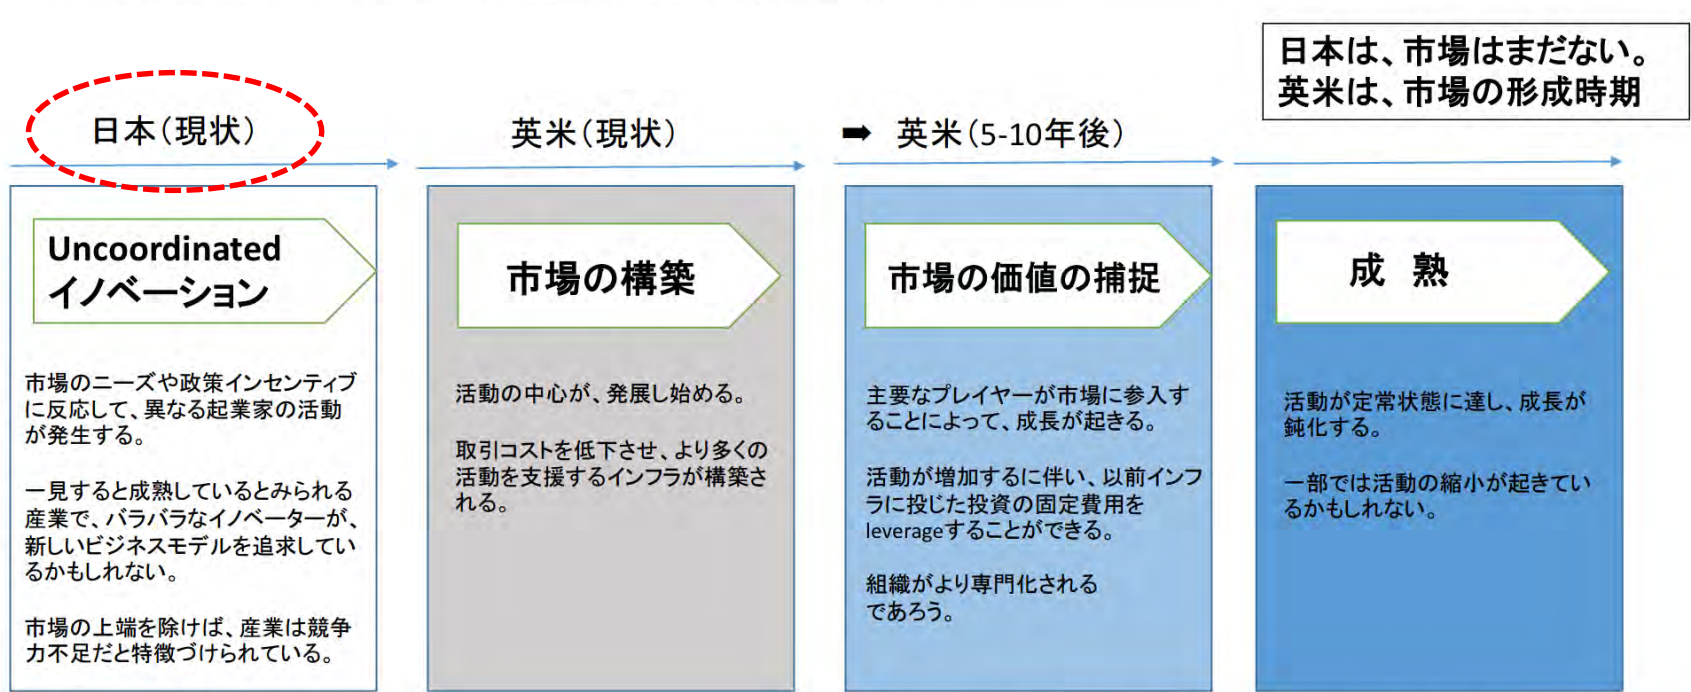 日本は、市場はまだない。
英米は、市場の形成時期
日本（現状）
英米（現状）
➡ 英米（5-10年後）
Uncoordinated
イノベーション
市場のニーズや政策インセンティブ
に反応して、異なる起業家の活動
が発生する。
一見すると成熟しているとみられる
産業で、バラバラなイノベーターが、
新しいビジネスモデルを追求してい
るかもしれない。
市場の上端を除けば、産業は競争
力不足だと特徴づけられている。
市場の構築
活動の中心が、発展し始める。
取引コストを低下させ、より多くの
活動を支援するインフラが構築さ
れる。
市場の価値の捕捉
主要なプレイヤーが市場に参入す
ることによって、成長が起きる。
活動が増加するに伴い、以前インフ
ラに投じた投資の固定費用を
leverageすることができる。
組織がより専門化される
であろう。
成 熟
活動が定常状態に達し、成長が
鈍化する。
一部では活動の縮小が起きてい
るかもしれない。